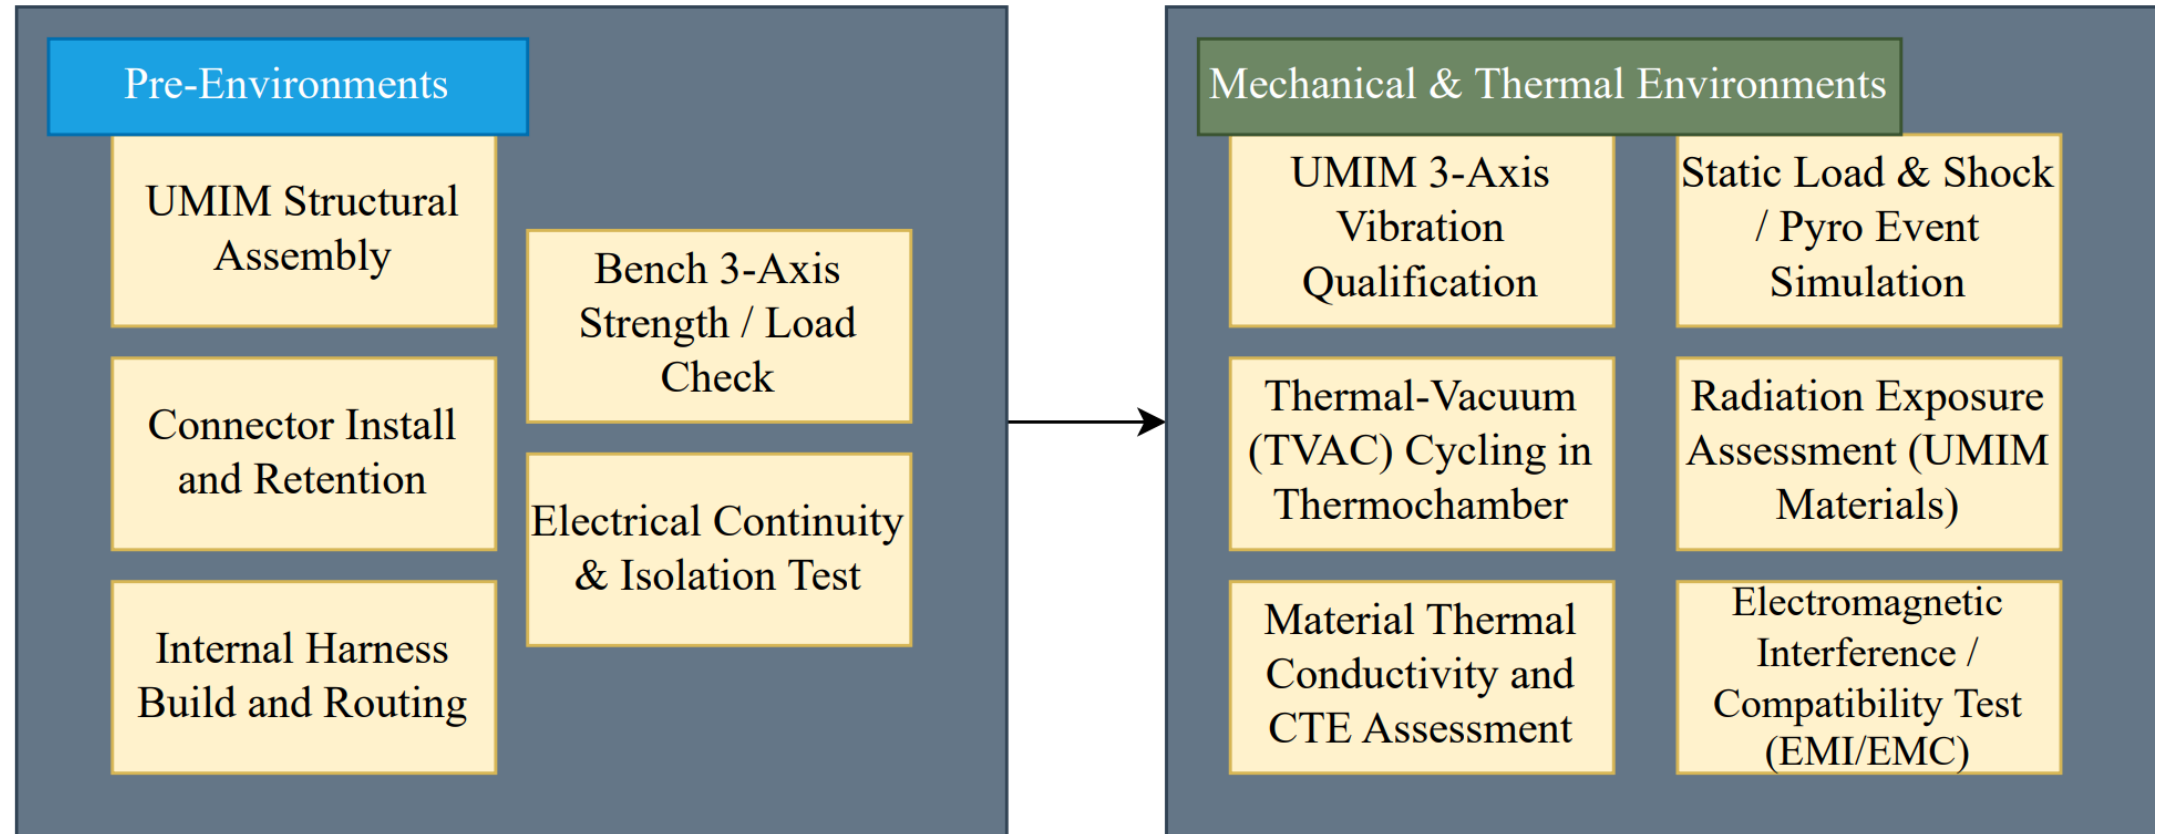 Pre-Environments
UMIM Structural
Assembly
Connector Install
and Retention
Internal Harness
Build and Routing
Bench 3-Axis
Strength / Load
Check
Electrical Continuity
& Isolation Test
Mechanical & Thermal Environments
UMIM 3-Axis
Vibration
Qualification
Thermal-Vacuum
(TVAC) Cycling in
Thermochamber
Material Thermal
Conductivity and
CTE Assessment
Static Load & Shock
/ Pyro Event
Simulation
Radiation Exposure
Assessment (UMIM
Materials)
Electromagnetic
Interference /
Compatibility Test
(EMI/EMC)